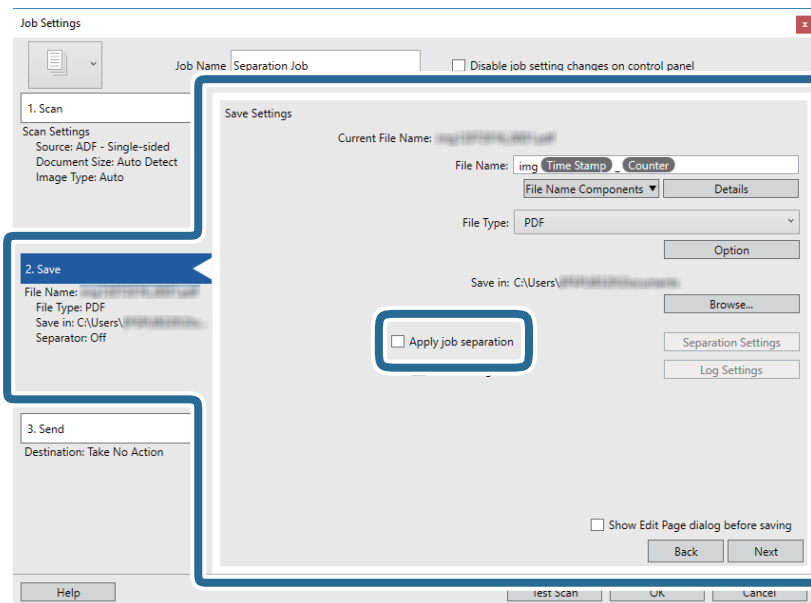 Job Settings
x
Job Name Separation Job
Disable job setting changes on control panel
1. Scan
Scan Settings
Source: ADF - Single-sided
Document Size: Auto Detect
Image Type: Auto
2. Save
File Name:
File Type: PDF
Save in: C:\Users\
Separator: Off
3. Send
Destination: Take No Action
Save Settings
Current File Name:
File Name: img Time Stamp _ Counter
File Name Components ▼ Details
File Type: PDF
Option
Save in: C:\Users\
Browse...
Apply job separation
Separation Settings
Log Settings
Show Edit Page dialog before saving
Back Next
Help
Test Scan OK Cancel